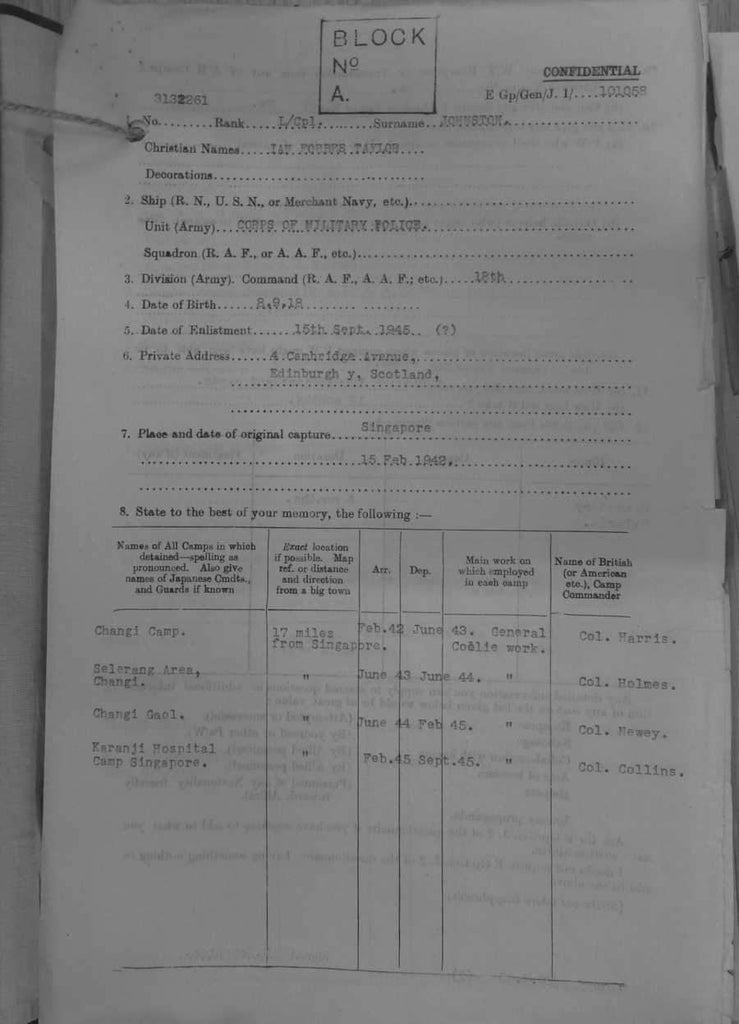 BLOCK
Nº
A.
CONFIDENTIAL
3132261
E Gp/Gen/J. 1/....101058
1. No.........Rank.....L/Cpl..........Surname..JOHNSTON.
Christian Names.....IAN FORBES TAYLOR....
Decorations
2. Ship (R. N., U. S. N., or Merchant Navy, etc.)
Unit (Army)....CORPS OF MILITARY POLICE.
Squadron (R. A. F., or A. A. F., etc.)
3. Division (Army). Command (R. A. F., A. A. F.; etc.).....18th
4. Date of Birth......8.9.18
5. Date of Enlistment......15th. Sept. 1945.. (?)
6. Private Address......4 Cambridge Avenue,
Edinburgh y, Scotland,
7. Place and date of original capture....Singapore
15 Feb 1942.
8. State to the best of your memory, the following :—
Names of All Camps in which detained—spelling as pronounced. Also give names of Japanese Cmdts., and Guards if known
Exact location if possible. Map ref. or distance and direction from a big town
Arr.
Dep.
Main work on which employed in each camp
Name of British (or American etc.), Camp Commander
Changi Camp. 17 miles from Singapore. Feb.42 June 43. General Coolie work. Col. Harris.
Selerang Area, Changi. " June 43 June 44. " Col. Holmes.
Changi Gaol. " June 44 Feb 45. " Col. Newey.
Karanji Hospital Camp Singapore. " Feb.45 Sept.45. " Col. Collins.